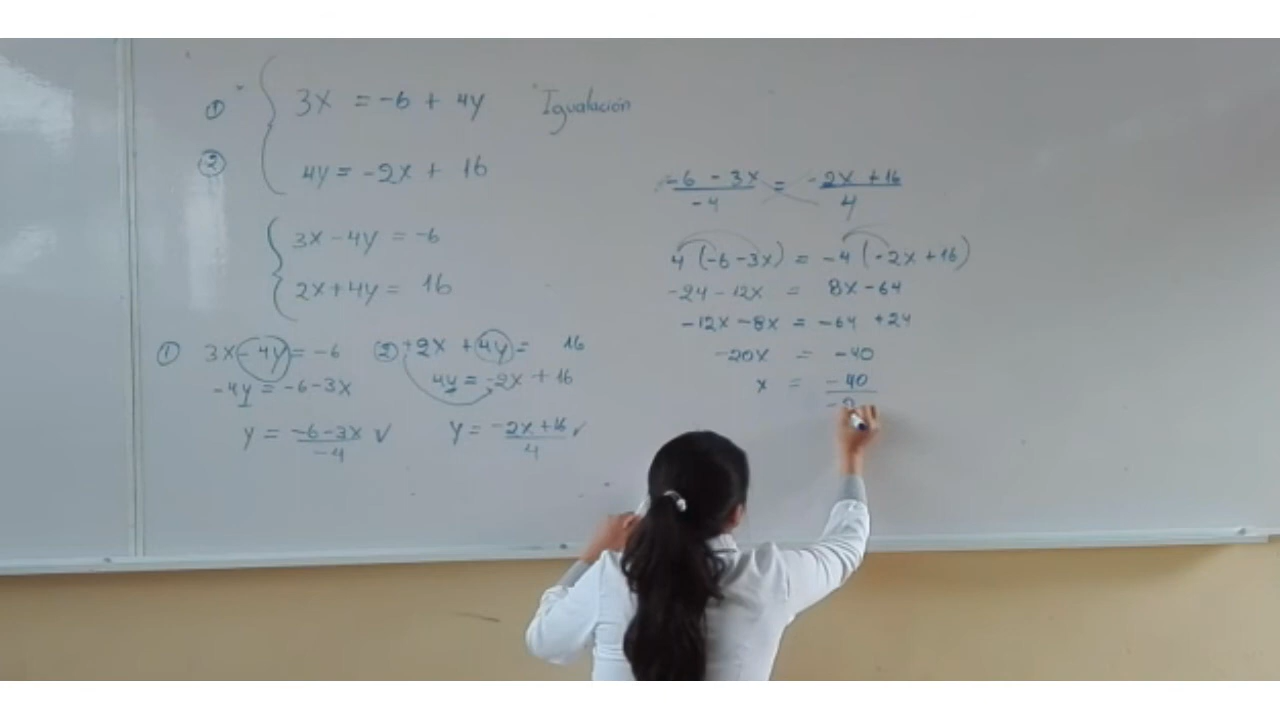 ① 3x = -6 + 4y Igualación
② 4y = -2x + 16
3x - 4y = -6
2x + 4y = 16
① 3x - 4y = -6
-4y = -6 - 3x
y = (-6 - 3x)/-4 ✓
② +2x + 4y = 16
4y = -2x + 16
y = (-2x + 16)/4 ✓
(-6 - 3x)/-4 = (-2x + 16)/4
4(-6 - 3x) = -4(-2x + 16)
-24 - 12x = 8x - 64
-12x - 8x = -64 + 24
-20x = -40
x = -40/-2